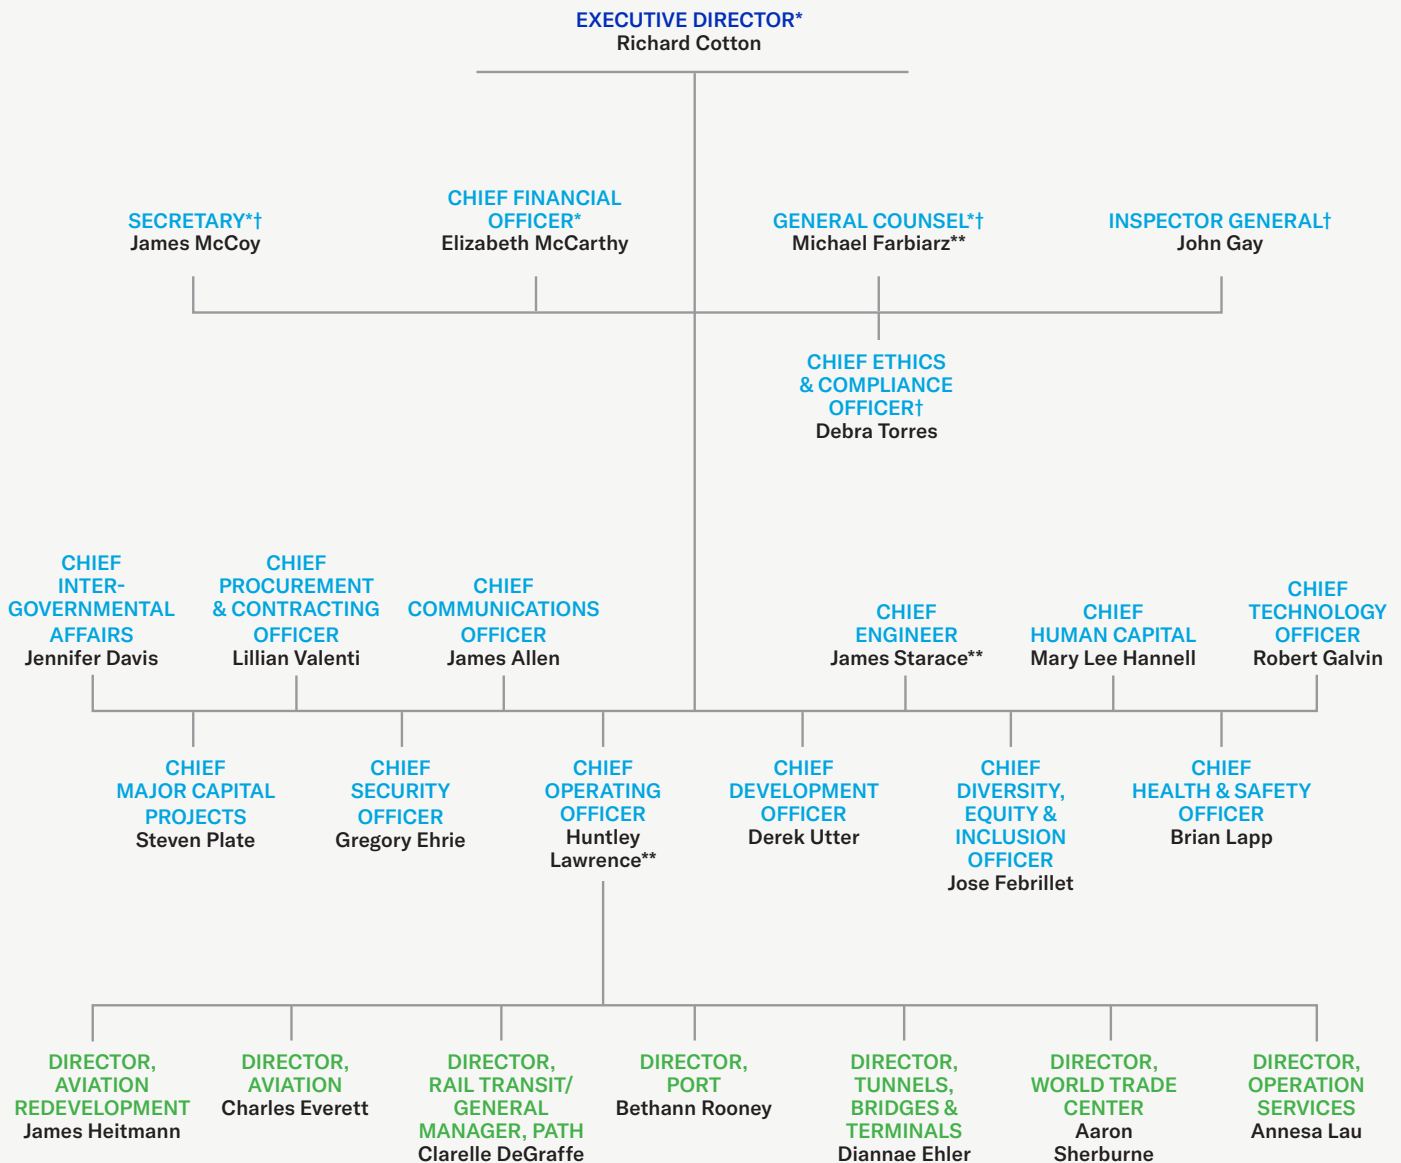 EXECUTIVE DIRECTOR*
Richard Cotton
SECRETARY*†
James McCoy
CHIEF FINANCIAL
OFFICER*
Elizabeth McCarthy
GENERAL COUNSEL*†
Michael Farbiarz**
INSPECTOR GENERAL†
John Gay
CHIEF ETHICS
& COMPLIANCE
OFFICER†
Debra Torres
CHIEF
INTER-
GOVERNMENTAL
AFFAIRS
Jennifer Davis
CHIEF
PROCUREMENT
& CONTRACTING
OFFICER
Lillian Valenti
CHIEF
COMMUNICATIONS
OFFICER
James Allen
CHIEF
ENGINEER
James Starace**
CHIEF
HUMAN CAPITAL
Mary Lee Hannell
CHIEF
TECHNOLOGY
OFFICER
Robert Galvin
CHIEF
MAJOR CAPITAL
PROJECTS
Steven Plate
CHIEF
SECURITY
OFFICER
Gregory Ehrie
CHIEF
OPERATING
OFFICER
Huntley
Lawrence**
CHIEF
DEVELOPMENT
OFFICER
Derek Utter
CHIEF
DIVERSITY,
EQUITY &
INCLUSION
OFFICER
Jose Febrillet
CHIEF
HEALTH & SAFETY
OFFICER
Brian Lapp
DIRECTOR,
AVIATION
REDEVELOPMENT
James Heitmann
DIRECTOR,
AVIATION
Charles Everett
DIRECTOR,
RAIL TRANSIT/
GENERAL
MANAGER, PATH
Clarelle DeGraffe
DIRECTOR,
PORT
Bethann Rooney
DIRECTOR,
TUNNELS,
BRIDGES &
TERMINALS
Diannae Ehler
DIRECTOR,
WORLD TRADE
CENTER
Aaron
Sherburne
DIRECTOR,
OPERATION
SERVICES
Annesa Lau